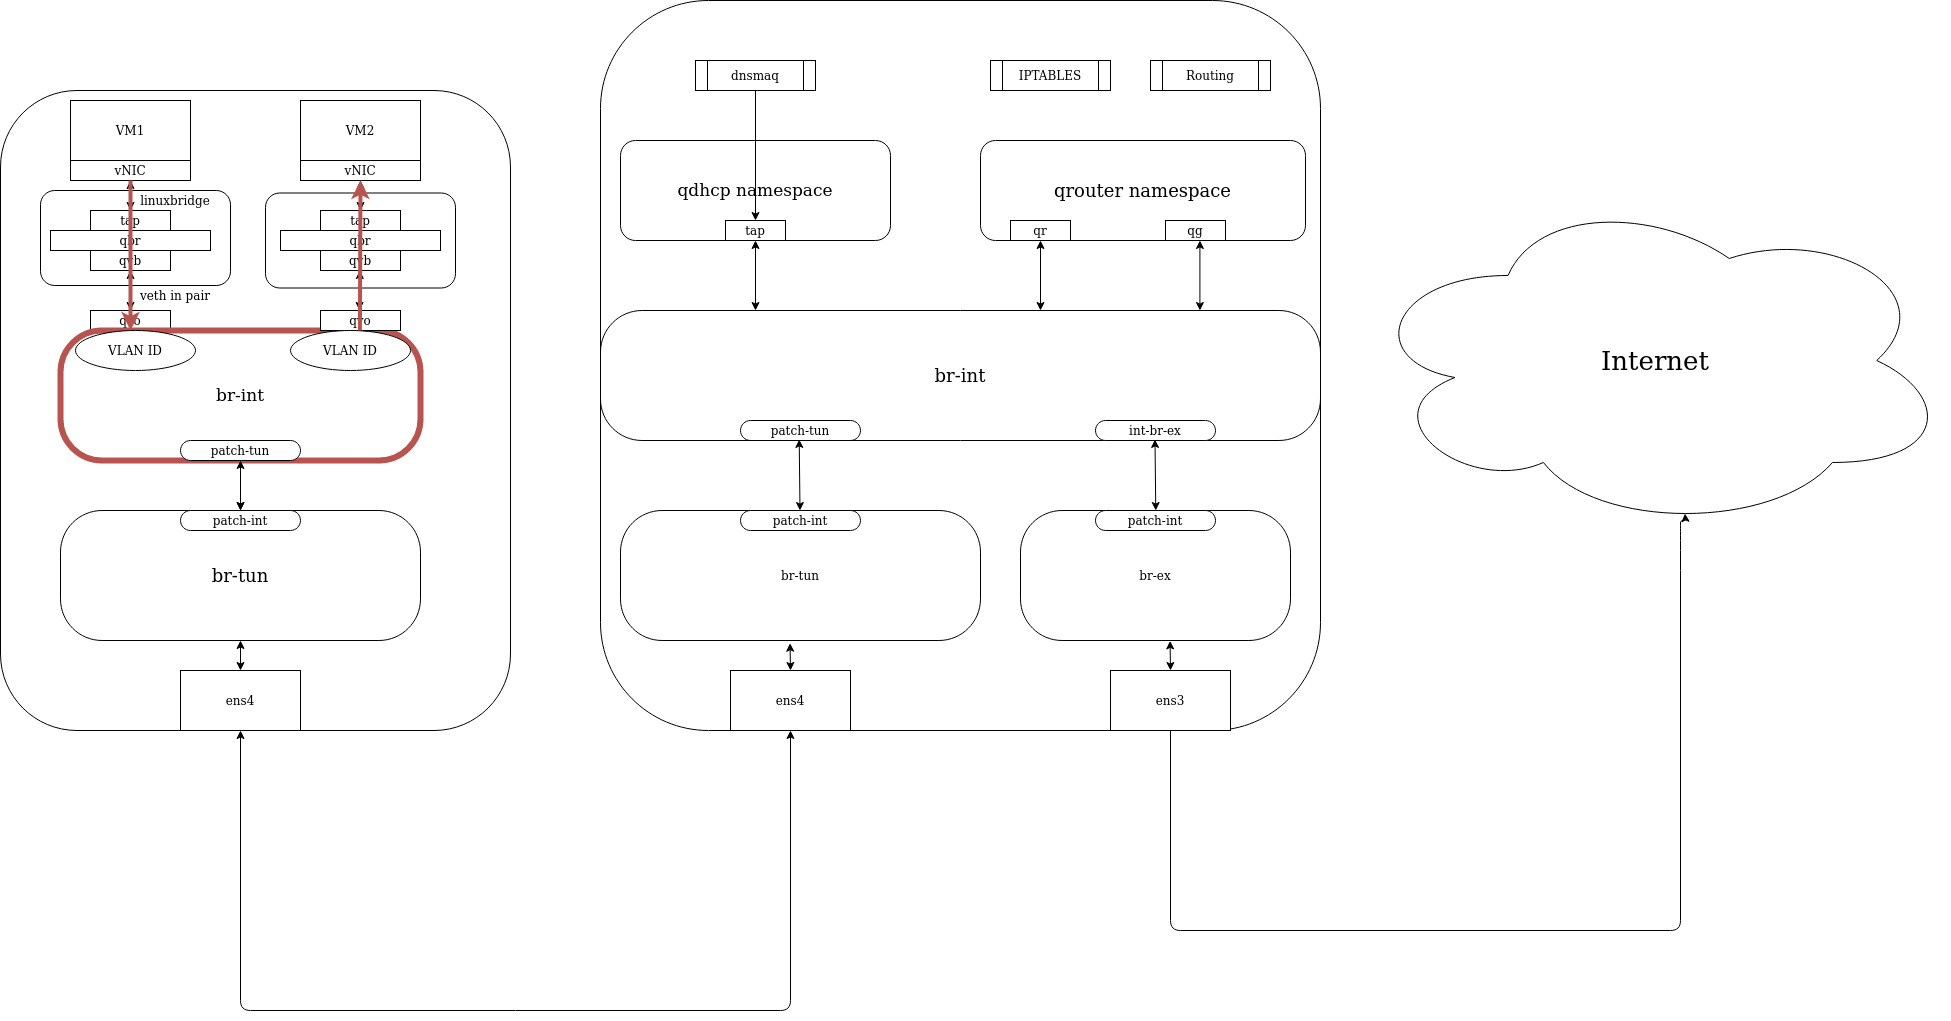 VM1
vNIC
linuxbridge
tap
qbr
qvb
veth in pair
qvo
VLAN ID
VM2
vNIC
tap
qbr
qvb
qvo
VLAN ID
br-int
patch-tun
patch-int
br-tun
ens4
dnsmaq
IPTABLES
Routing
qdhcp namespace
tap
qrouter namespace
qr
qg
br-int
patch-tun
int-br-ex
patch-int
br-tun
ens4
patch-int
br-ex
ens3
Internet